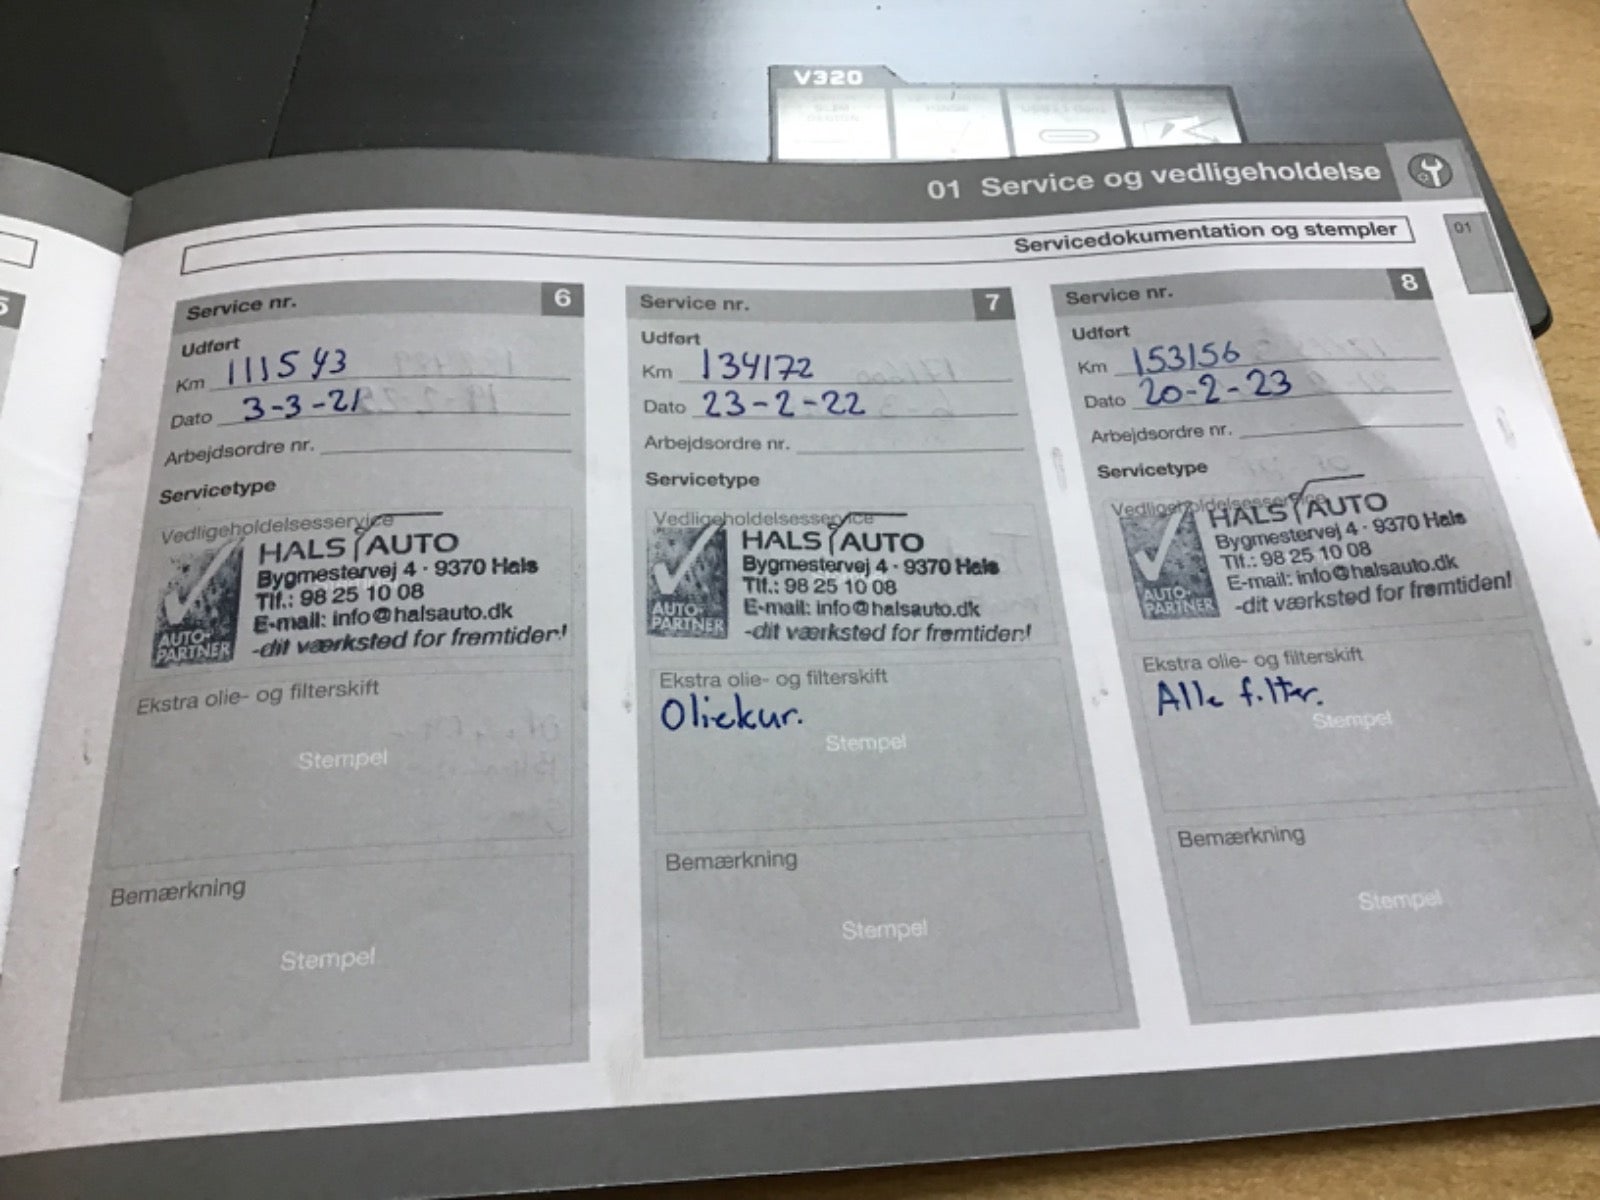 V320
01 Service og vedligeholdelse
Servicedokumentation og stempler
01
5
Service nr. 6
Udført
Km 111543
Dato 3-3-21
Arbejdsordre nr.
Servicetype
Vedligeholdelsesservice
HALS AUTO
Bygmestervej 4 · 9370 Hals
Tlf.: 98 25 10 08
E-mail: info@halsauto.dk
-dit værksted for fremtiden!
AUTO-
PARTNER
Ekstra olie- og filterskift
Stempel
Bemærkning
Stempel
Service nr. 7
Udført
Km 134172
Dato 23-2-22
Arbejdsordre nr.
Servicetype
Vedligeholdelsesservice
HALS AUTO
Bygmestervej 4 · 9370 Hals
Tlf.: 98 25 10 08
E-mail: info@halsauto.dk
-dit værksted for fremtiden!
AUTO-
PARTNER
Ekstra olie- og filterskift
Oliekur.
Stempel
Bemærkning
Stempel
Service nr. 8
Udført
Km 153156
Dato 20-2-23
Arbejdsordre nr.
Servicetype
Vedligeholdelsesservice
HALS AUTO
Bygmestervej 4 · 9370 Hals
Tlf.: 98 25 10 08
E-mail: info@halsauto.dk
-dit værksted for fremtiden!
AUTO-
PARTNER
Ekstra olie- og filterskift
Alle filter.
Stempel
Bemærkning
Stempel